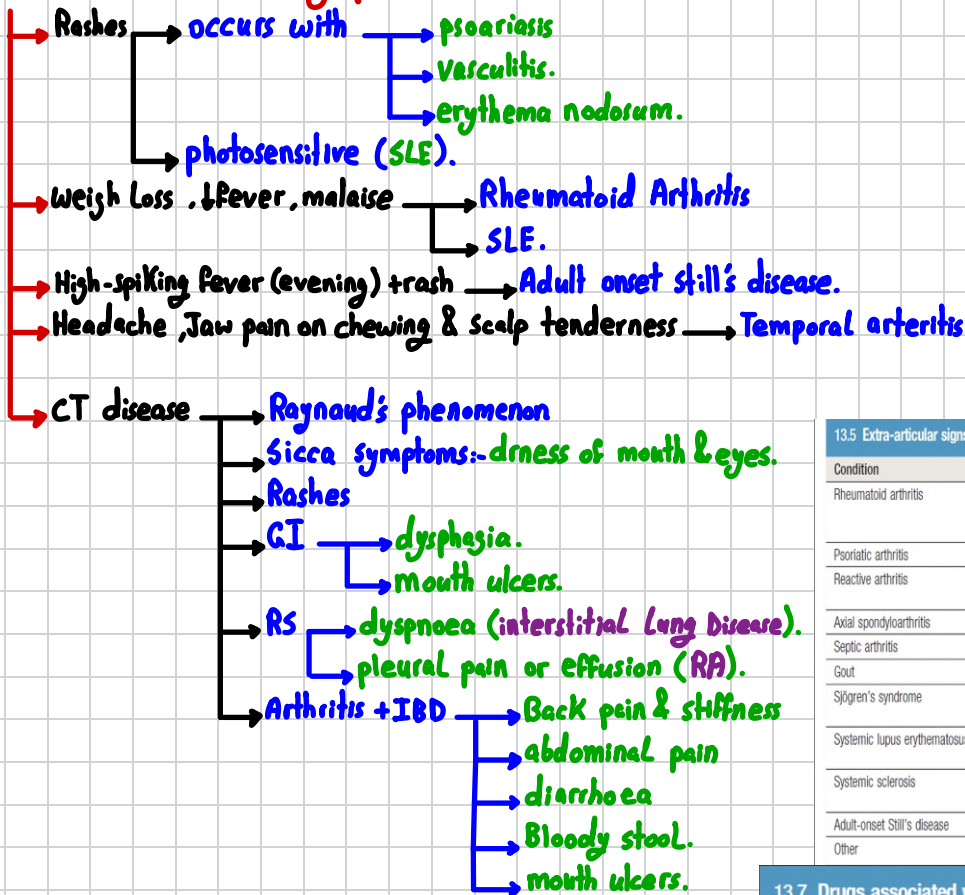 Rashes occurs with psoariasis
vasculitis.
erythema nodosum.
photosensitive (SLE).
weigh Loss , ↓fever, malaise Rheumatoid Arthritis
SLE.
High-spiking fever (evening) + rash Adult onset still's disease.
Headache, Jaw pain on chewing & scalp tenderness Temporal arteritis
CT disease Raynaud's phenomenon
Sicca symptoms:- drness of mouth & eyes.
Rashes
GI dysphagia.
mouth ulcers.
RS dyspnoea (interstitial Lung Disease).
pleural pain or effusion (RA).
Arthritis + IBD Back pain & stiffness
abdominal pain
diarrhoea
Bloody stool.
mouth ulcers.
13.5 Extra-articular signs
Condition
Rheumatoid arthritis
Psoriatic arthritis
Reactive arthritis
Axial spondyloarthritis
Septic arthritis
Gout
Sjögren's syndrome
Systemic lupus erythematosus
Systemic sclerosis
Adult-onset Still's disease
Other
13.7 Drugs associated